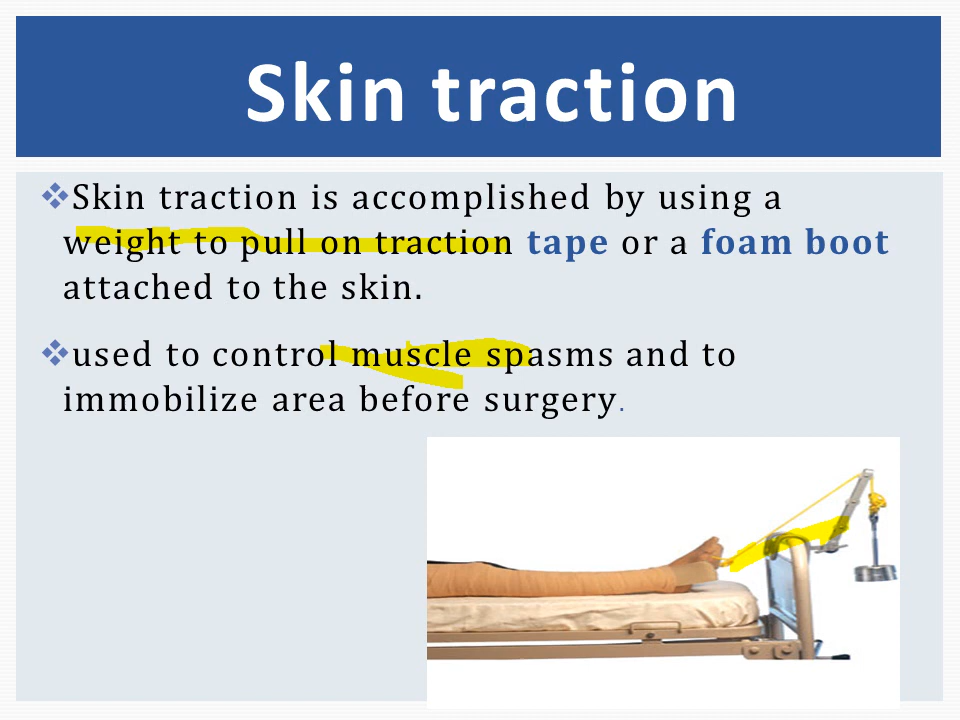 Skin traction
❖Skin traction is accomplished by using a
weight to pull on traction tape or a foam boot
attached to the skin.
❖used to control muscle spasms and to
immobilize area before surgery.